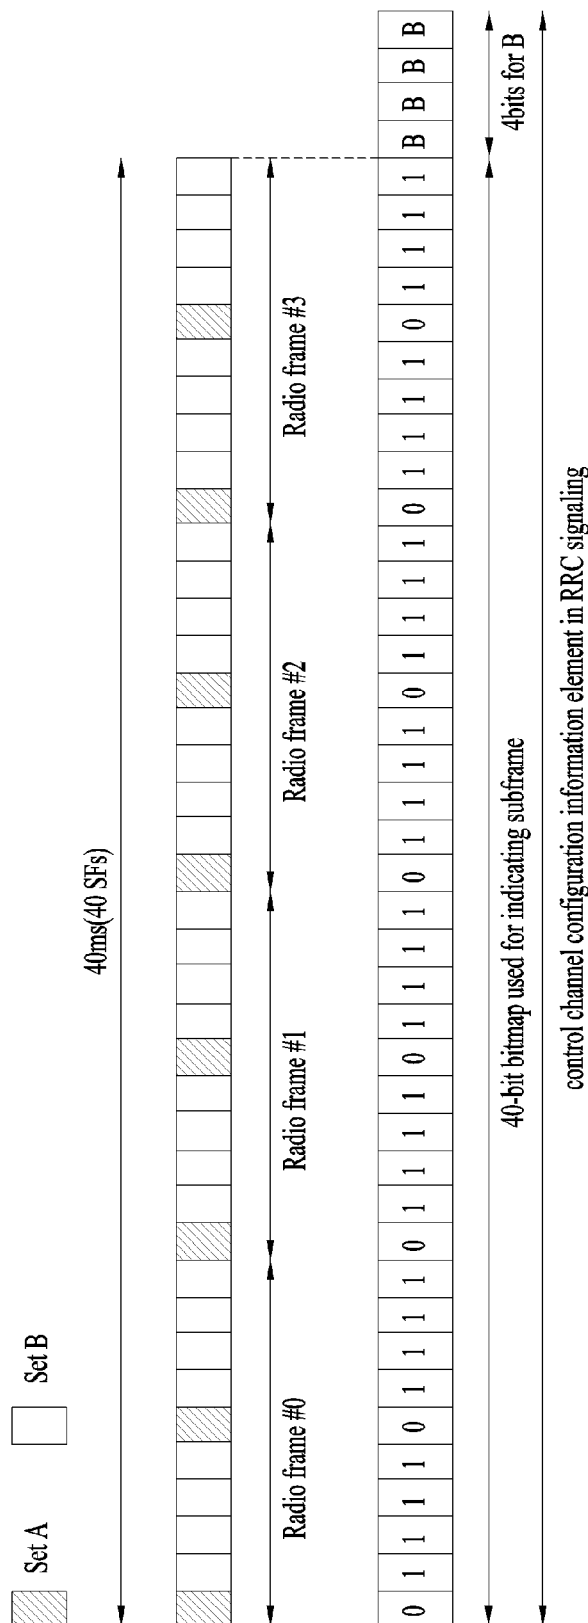 Set A Set B
40ms(40 SFs)
Radio frame #0 Radio frame #1 Radio frame #2 Radio frame #3
0 1 1 1 1 0 1 1 1 1 0 1 1 1 1 0 1 1 1 1 0 1 1 1 1 0 1 1 1 1 0 1 1 1 1 0 1 1 1 1 B B B B
40-bit bitmap used for indicating subframe 4bits for B
control channel configuration information element in RRC signaling